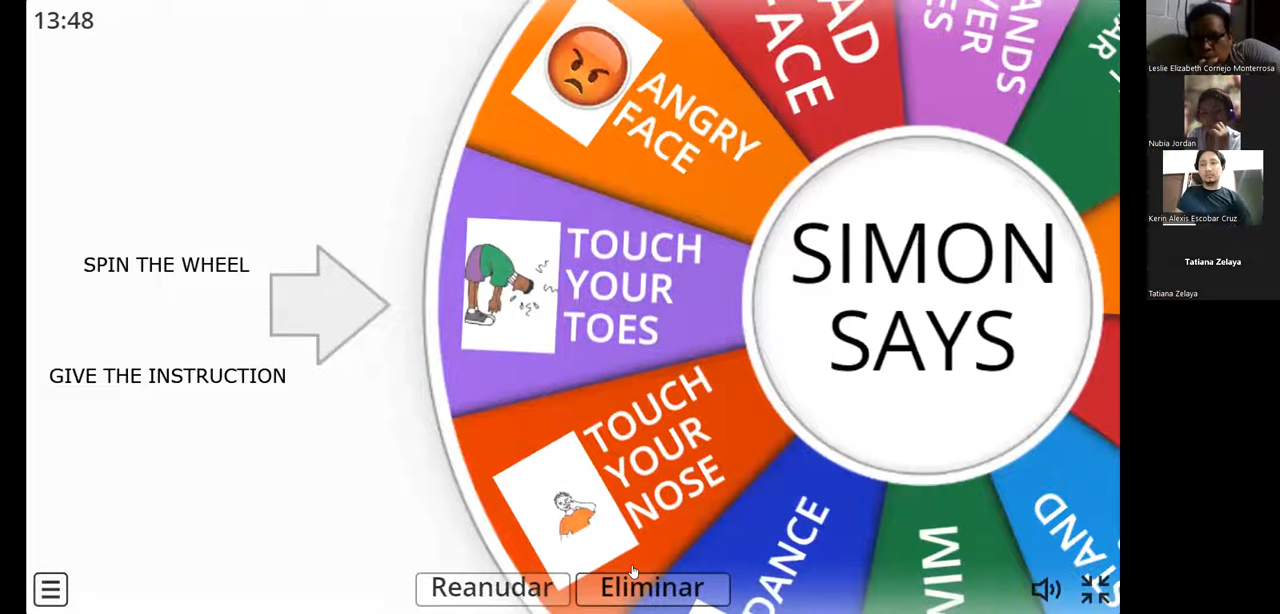 13:48
SPIN THE WHEEL
GIVE THE INSTRUCTION
ANGRY
FACE
TOUCH
YOUR
TOES
TOUCH
YOUR
NOSE
DANCE
SIMON
SAYS
Reanudar
Eliminar
Leslie Elizabeth Cornejo Monterrosa
Nubia Jordan
Kerin Alexis Escobar Cruz
Tatiana Zelaya
Tatiana Zelaya